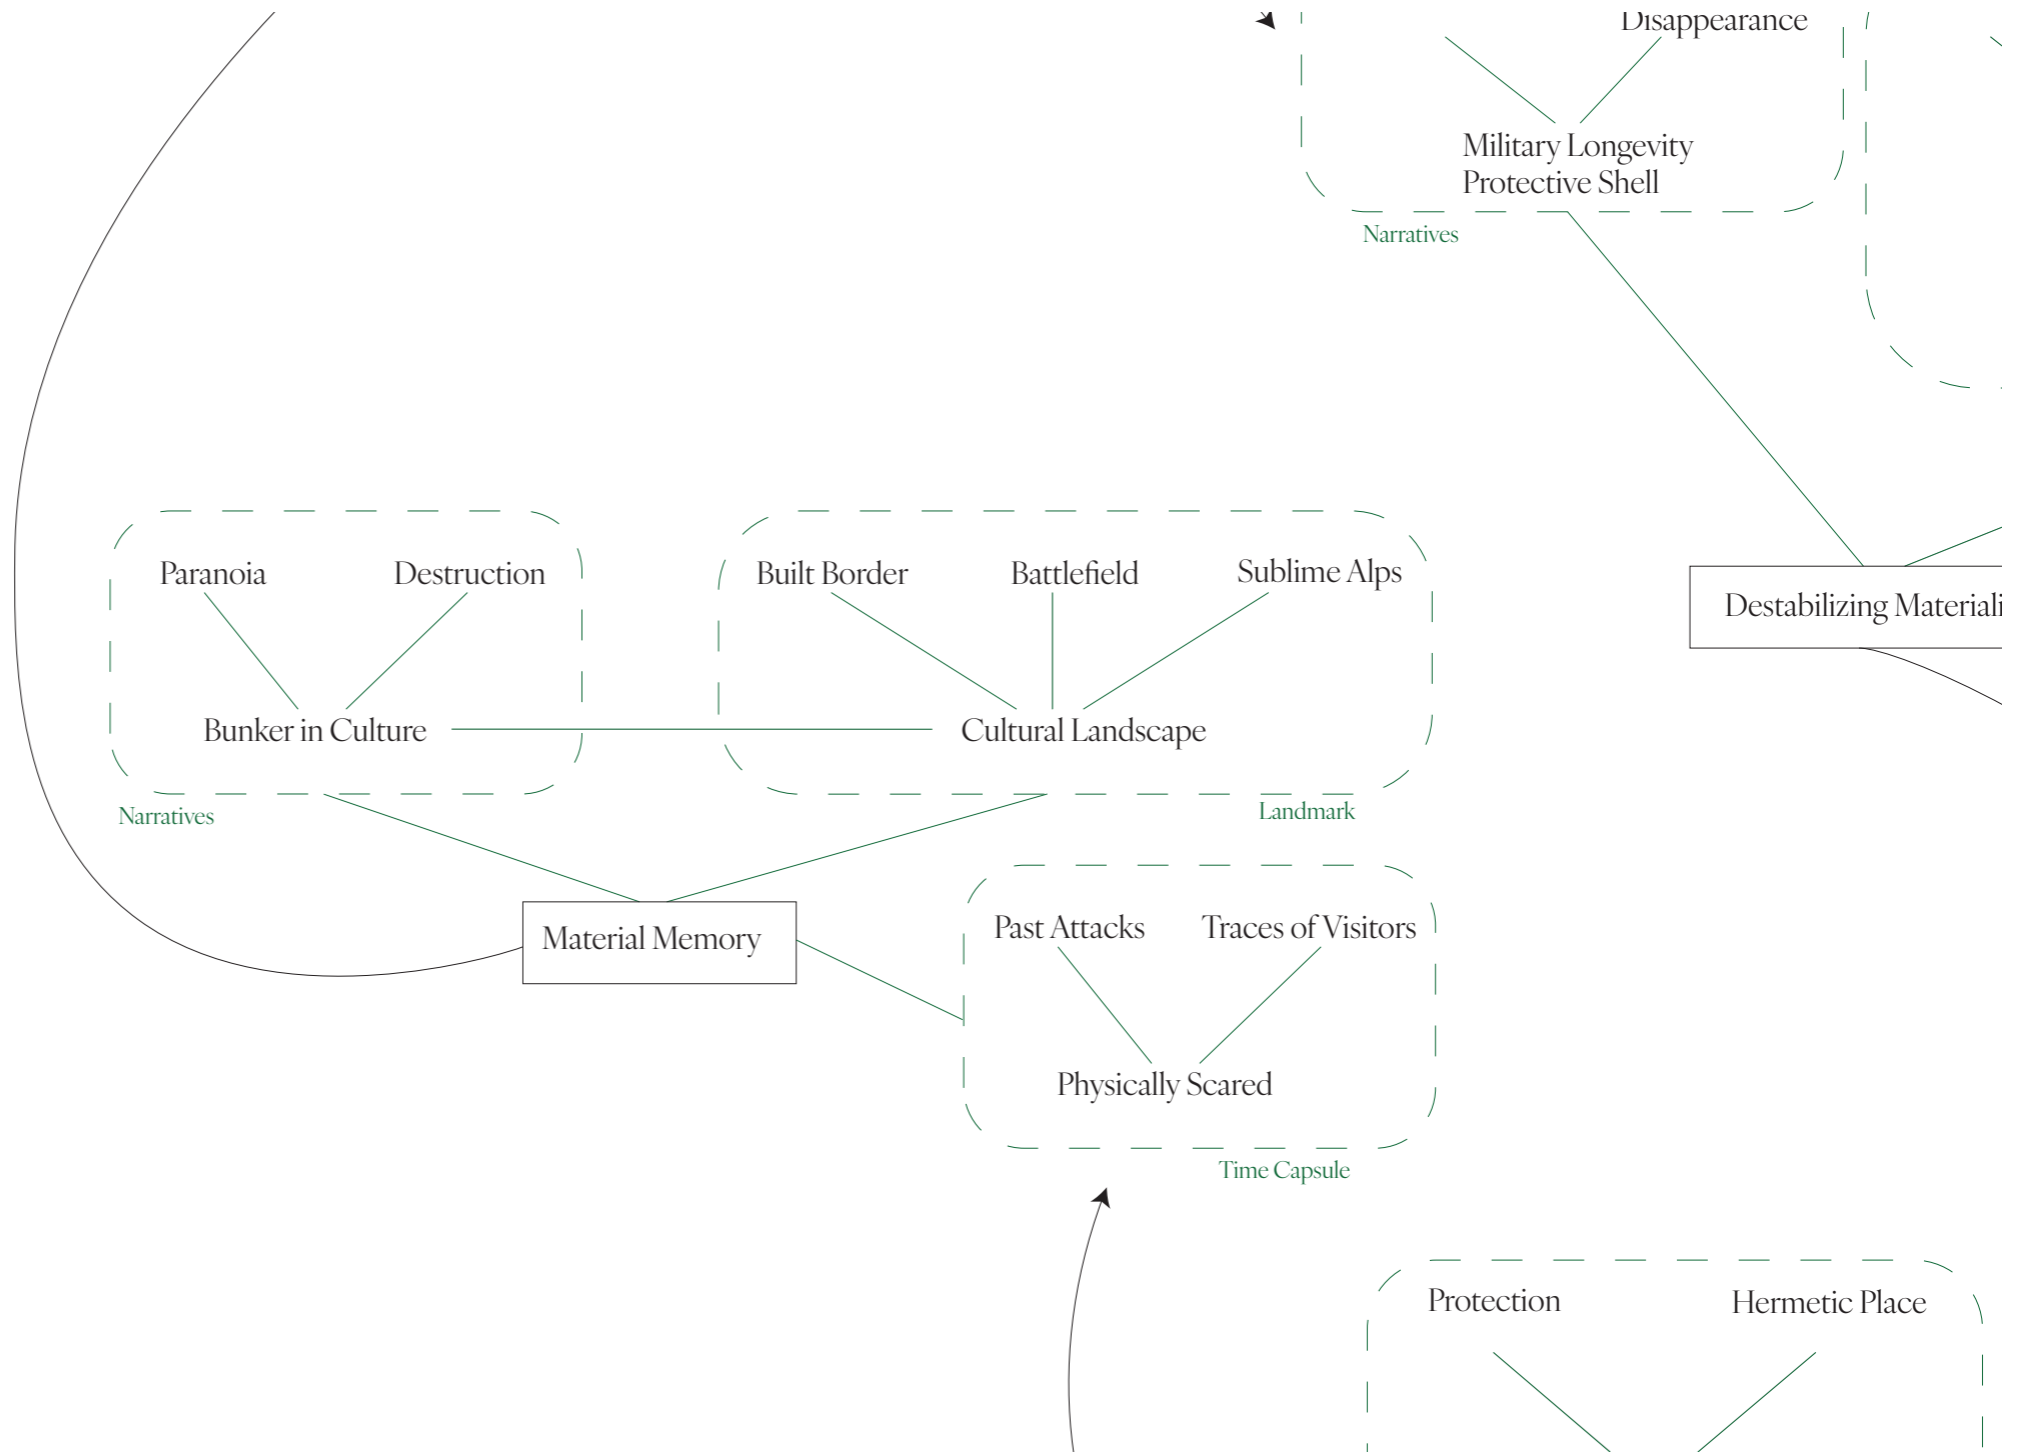 Disappearance
Military Longevity
Protective Shell
Narratives
Paranoia
Destruction
Built Border
Battlefield
Sublime Alps
Destabilizing Materiali
Bunker in Culture
Cultural Landscape
Narratives
Landmark
Material Memory
Past Attacks
Traces of Visitors
Physically Scared
Time Capsule
Protection
Hermetic Place